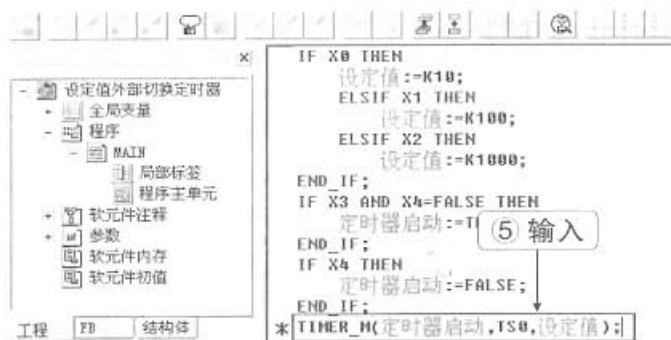 设定值外部切换定时器
全局变量
程序
MAIN
局部标签
程序主单元
软元件注释
参数
软元件内存
软元件初值
工程
FB
结构体
IF X0 THEN
设定值:=K10;
ELSIF X1 THEN
设定值:=K100;
ELSIF X2 THEN
设定值:=K1000;
END_IF;
IF X3 AND X4=FALSE THEN
定时器启动:=
⑤ 输入
END_IF;
IF X4 THEN
定时器启动:=FALSE;
END_IF;
* TIMER_M(定时器启动,TS0,设定值);